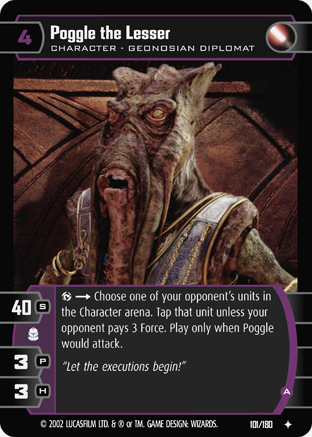 4
Poggle the Lesser
CHARACTER - GEONOSIAN DIPLOMAT
40 S
3 P
3 H
→ Choose one of your opponent's units in
the Character arena. Tap that unit unless your
opponent pays 3 Force. Play only when Poggle
would attack.
"Let the executions begin!"
A
© 2002 LUCASFILM LTD. & ® or TM. GAME DESIGN: WIZARDS.
101/180